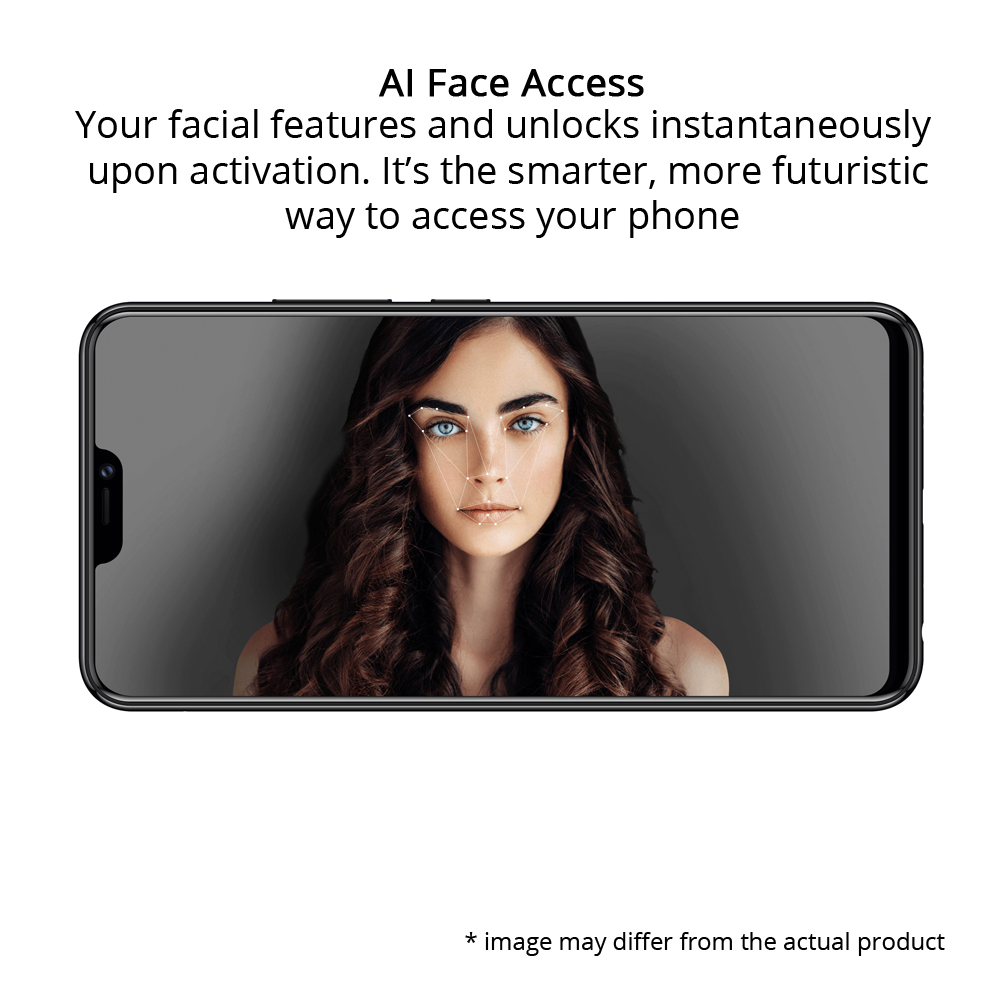 AI Face Access
Your facial features and unlocks instantaneously
upon activation. It’s the smarter, more futuristic
way to access your phone
* image may differ from the actual product